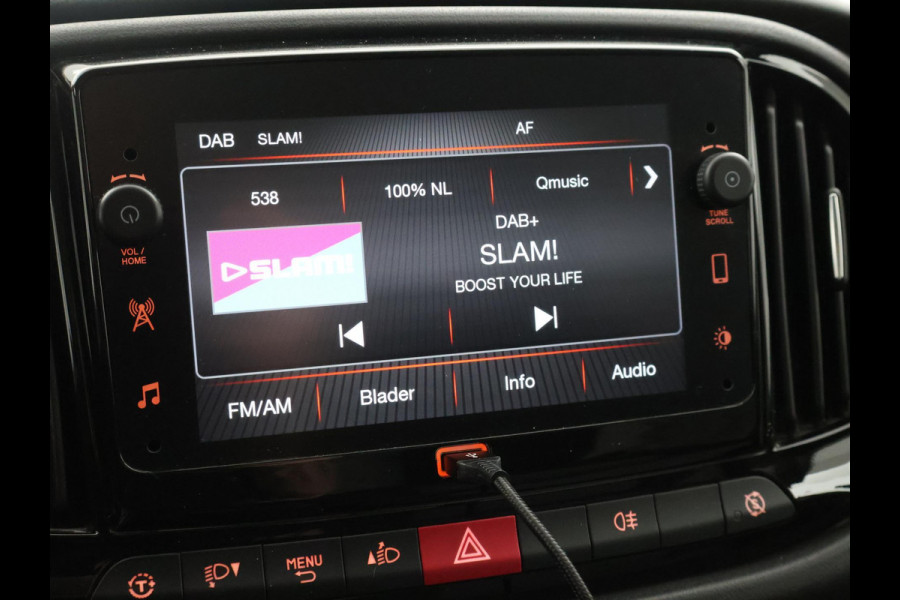 DAB SLAM! AF
538 100% NL Qmusic
DAB+
SLAM!
SLAM!
BOOST YOUR LIFE
FM/AM Blader Info Audio
VOL /
HOME
TUNE
SCROLL
MENU
T